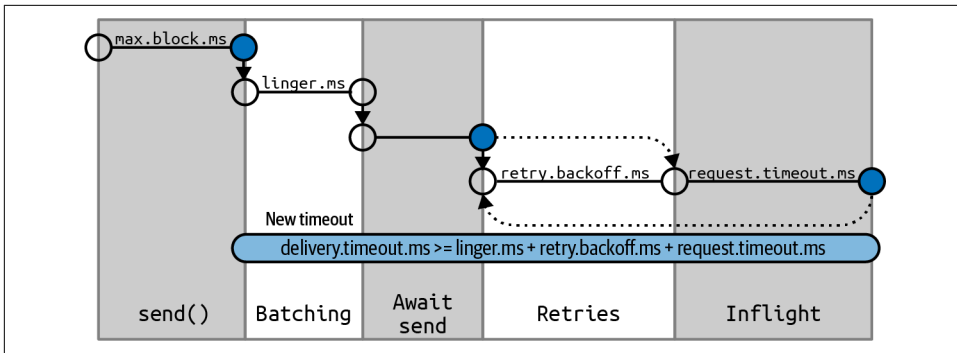 max.block.ms
linger.ms
retry.backoff.ms
request.timeout.ms
New timeout
delivery.timeout.ms >= linger.ms + retry.backoff.ms + request.timeout.ms
send()
Batching
Await
send
Retries
Inflight